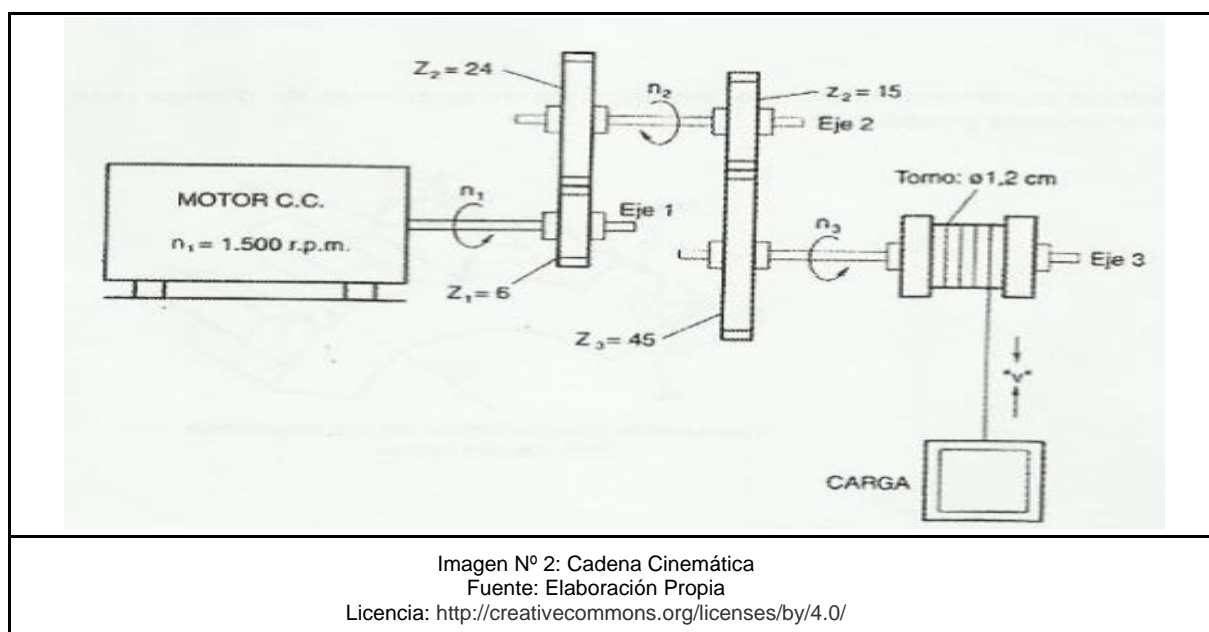 Z₂ = 24
n₂
z₂ = 15
Eje 2
MOTOR C.C.
n₁ = 1.500 r.p.m.
n₁
Eje 1
Z₁= 6
Torno: ø1,2 cm
n₃
Eje 3
Z₃= 45
"v"
CARGA
Imagen Nº 2: Cadena Cinemática
Fuente: Elaboración Propia
Licencia: http://creativecommons.org/licenses/by/4.0/